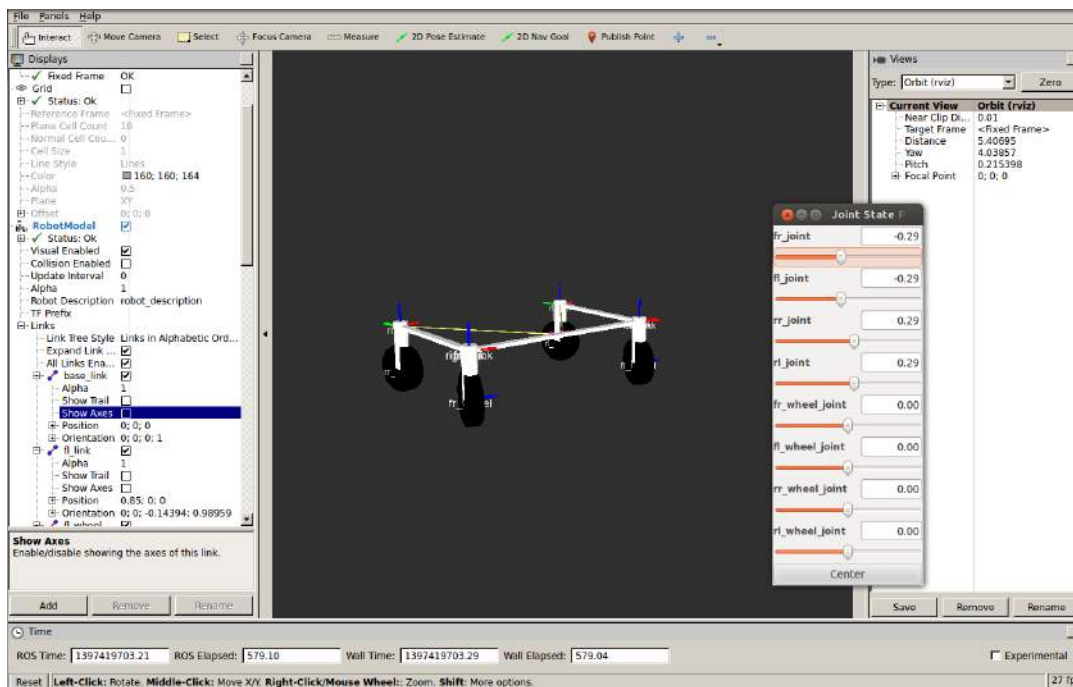 File Panels Help
Interact Move Camera Select Focus Camera Measure 2D Pose Estimate 2D Nav Goal Publish Point
Displays
Fixed Frame OK
Grid
Status: Ok
Reference Frame <Fixed Frame>
Plane Cell Count 10
Normal Cell Cou... 0
Cell Size 1
Line Style Lines
Color 160; 160; 164
Alpha 0.5
Plane XY
Offset 0; 0; 0
RobotModel
Status: Ok
Visual Enabled
Collision Enabled
Update Interval 0
Alpha 1
Robot Description robot_description
TF Prefix
Links
Link Tree Style Links in Alphabetic Ord...
Expand Link ...
All Links Ena...
base_link
Alpha 1
Show Trail
Show Axes
Position 0; 0; 0
Orientation 0; 0; 0; 1
fl_link
Alpha 1
Show Trail
Show Axes
Position 0.85; 0; 0
Orientation 0; 0; -0.14394; 0.98959
fl_wheel
Show Axes
Enable/disable showing the axes of this link.
Add Remove Rename
fr_wheel
Views
Type: Orbit (rviz) Zero
Current View Orbit (rviz)
Near Clip Di... 0.01
Target Frame <Fixed Frame>
Distance 5.40695
Yaw 4.03857
Pitch 0.215398
Focal Point 0; 0; 0
Joint State P
fr_joint -0.29
fl_joint -0.29
rr_joint 0.29
rl_joint 0.29
fr_wheel_joint 0.00
fl_wheel_joint 0.00
rr_wheel_joint 0.00
rl_wheel_joint 0.00
Center
Save Remove Rename
Time
ROS Time: 1397419703.21 ROS Elapsed: 579.10 Wall Time: 1397419703.29 Wall Elapsed: 579.04 Experimental
Reset Left-Click: Rotate. Middle-Click: Move X/Y. Right-Click/Mouse Wheel:: Zoom. Shift: More options. 27 fp